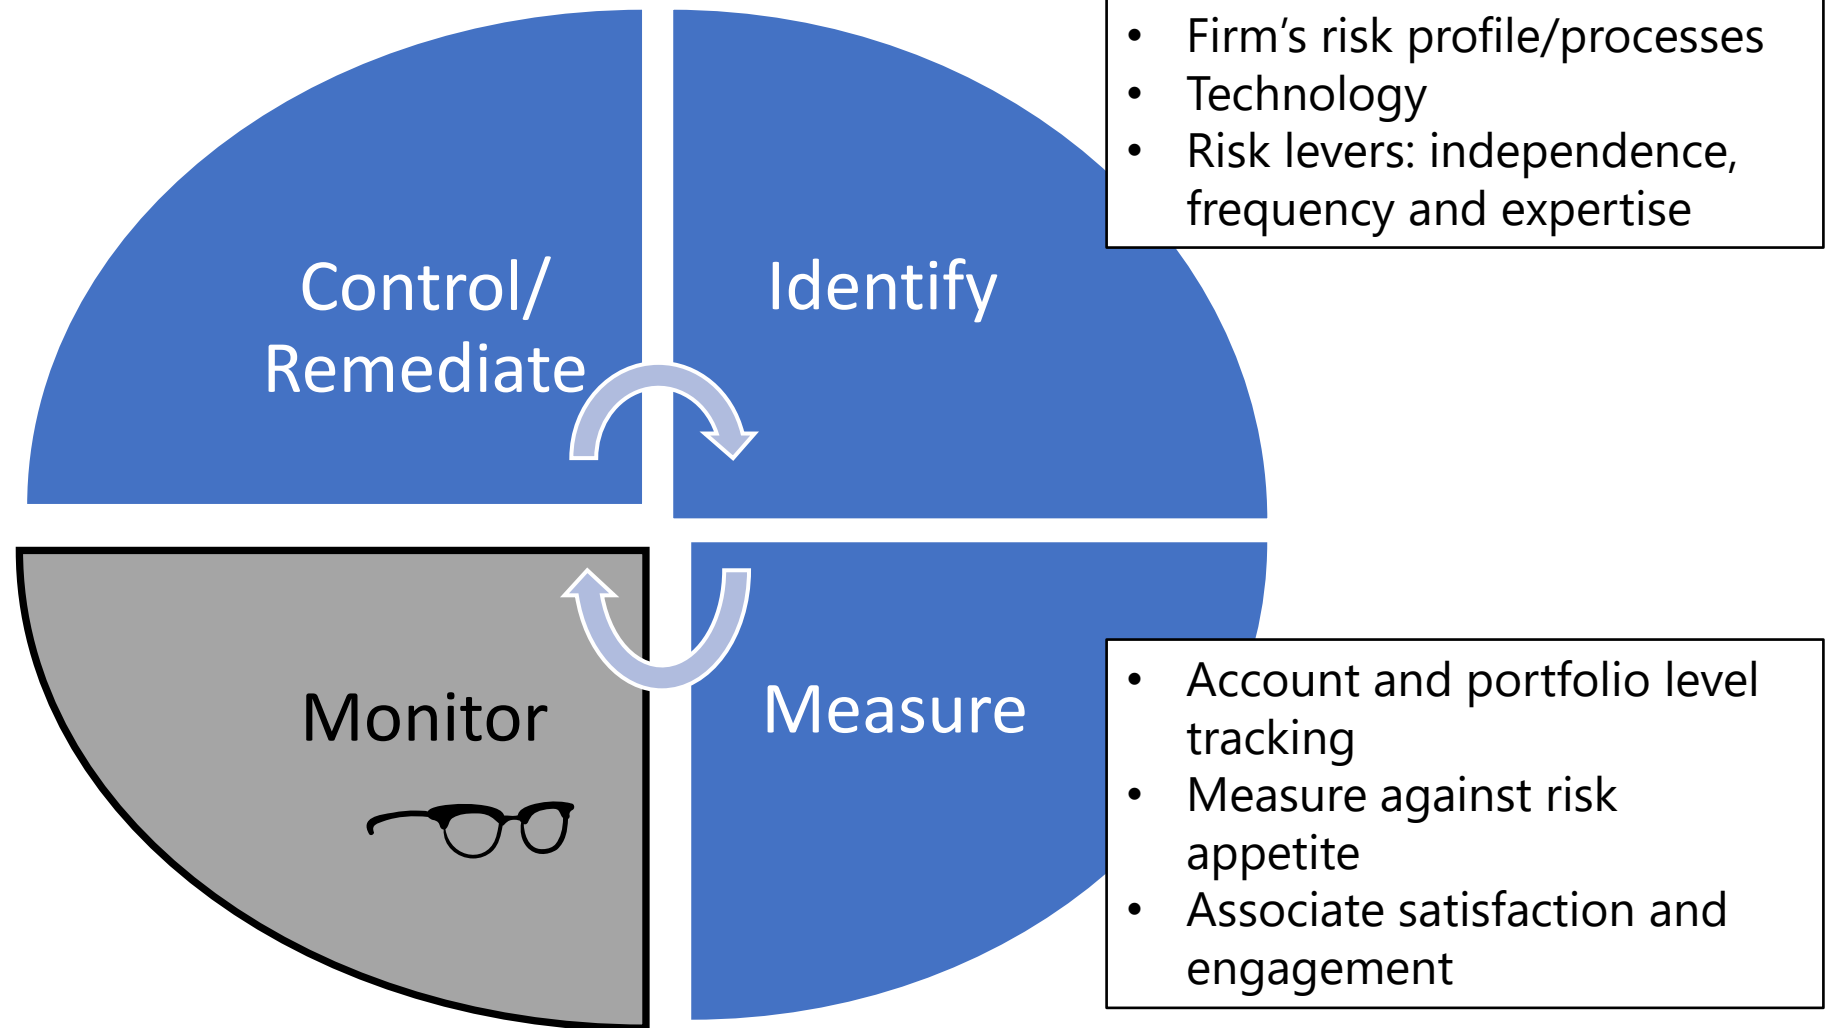 Control/
Remediate
Identify
• Firm’s risk profile/processes
• Technology
• Risk levers: independence,
frequency and expertise
Monitor
Measure
• Account and portfolio level
tracking
• Measure against risk
appetite
• Associate satisfaction and
engagement